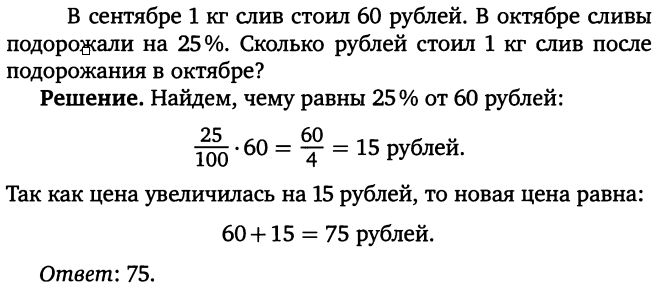 В сентябре 1 кг слив стоил 60 рублей. В октябре сливы
подорожали на 25 %. Сколько рублей стоил 1 кг слив после
подорожания в октябре?
Решение. Найдем, чему равны 25 % от 60 рублей:
25/100 · 60 = 60/4 = 15 рублей.
Так как цена увеличилась на 15 рублей, то новая цена равна:
60 + 15 = 75 рублей.
Ответ: 75.